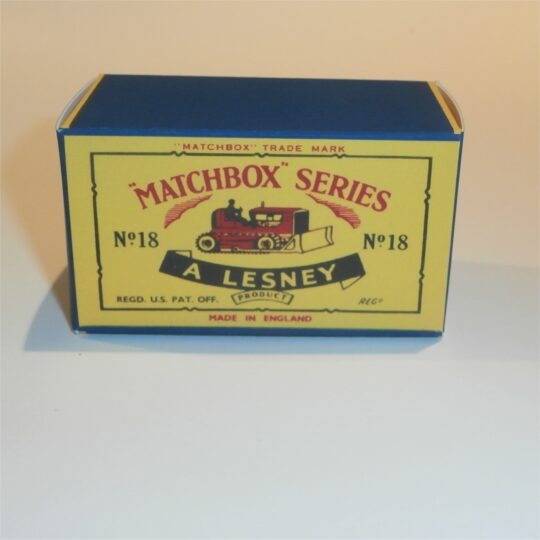 "MATCHBOX" TRADE MARK
"MATCHBOX" SERIES
Nº18 Nº18
A LESNEY
PRODUCT
REGD. U.S. PAT. OFF. REGD
MADE IN ENGLAND